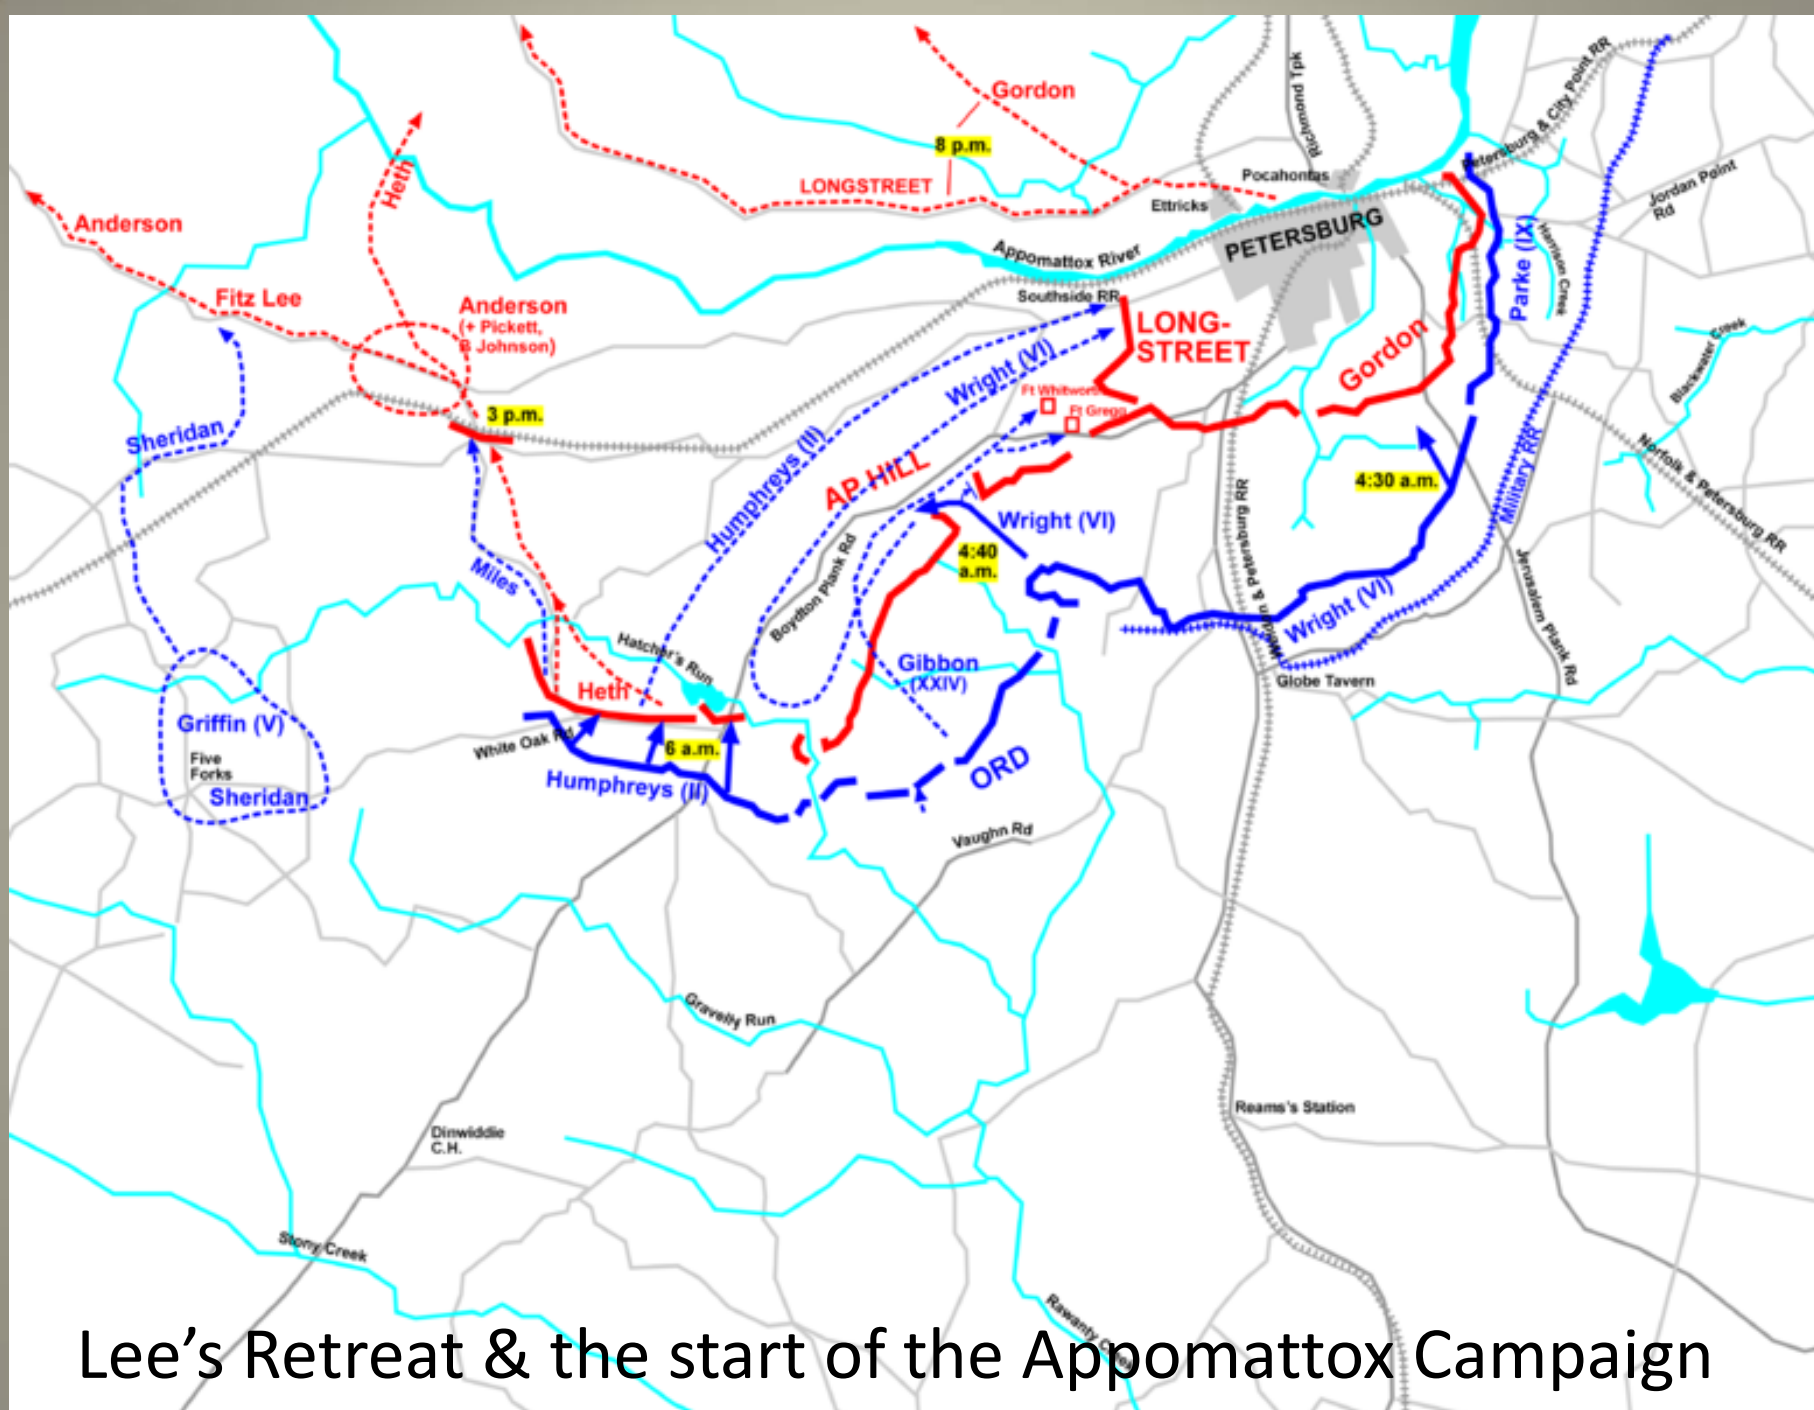 Richmond Tpk
Petersburg & City Point RR
Gordon
8 p.m.
LONGSTREET
Heth
Pocahontas
Ettricks
PETERSBURG
Jordan Point
Rd
Anderson
Appomattox River
Parke (IX)
Harrison Creek
Fitz Lee
Anderson
(+ Pickett,
B Johnson)
Southside RR
LONG-
STREET
Gordon
Blackwater Creek
Wright (VI)
Ft Whitworth
Ft Gregg
3 p.m.
Sheridan
Humphreys (II)
AP HILL
4:30 a.m.
Military RR
Norfolk & Petersburg RR
Wright (VI)
4:40
a.m.
Miles
Boydton Plank Rd
Weldon & Petersburg RR
Jerusalem Plank Rd
Wright (VI)
Hatcher's Run
Gibbon
(XXIV)
Globe Tavern
Heth
Griffin (V)
White Oak Rd
6 a.m.
Five
Forks
Sheridan
Humphreys (II)
ORD
Vaughn Rd
Gravelly Run
Reams's Station
Dinwiddie
C.H.
Stony Creek
Rawanty Creek
Lee's Retreat & the start of the Appomattox Campaign